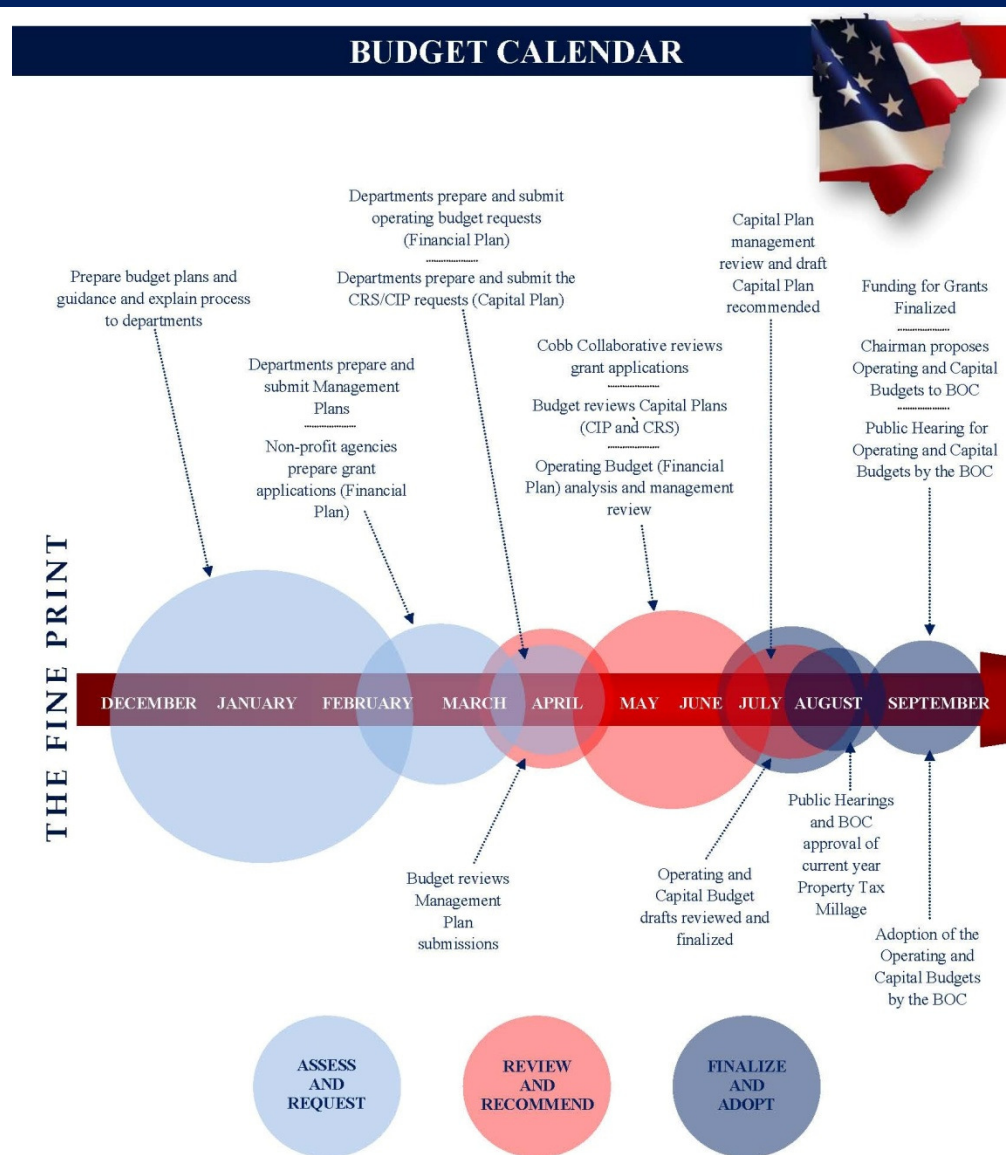 BUDGET CALENDAR
Departments prepare and submit
operating budget requests
(Financial Plan)
Departments prepare and submit the
CRS/CIP requests (Capital Plan)
Capital Plan
management
review and draft
Capital Plan
recommended
Prepare budget plans and
guidance and explain process
to departments
Funding for Grants
Finalized
Chairman proposes
Operating and Capital
Budgets to BOC
Public Hearing for
Operating and Capital
Budgets by the BOC
Departments prepare and
submit Management
Plans
Non-profit agencies
prepare grant
applications (Financial
Plan)
Cobb Collaborative reviews
grant applications
Budget reviews Capital Plans
(CIP and CRS)
Operating Budget (Financial
Plan) analysis and management
review
THE FINE PRINT
DECEMBER JANUARY FEBRUARY MARCH APRIL MAY JUNE JULY AUGUST SEPTEMBER
Budget reviews
Management
Plan
submissions
Operating and
Capital Budget
drafts reviewed and
finalized
Public Hearings
and BOC
approval of
current year
Property Tax
Millage
Adoption of the
Operating and
Capital Budgets
by the BOC
ASSESS
AND
REQUEST
REVIEW
AND
RECOMMEND
FINALIZE
AND
ADOPT